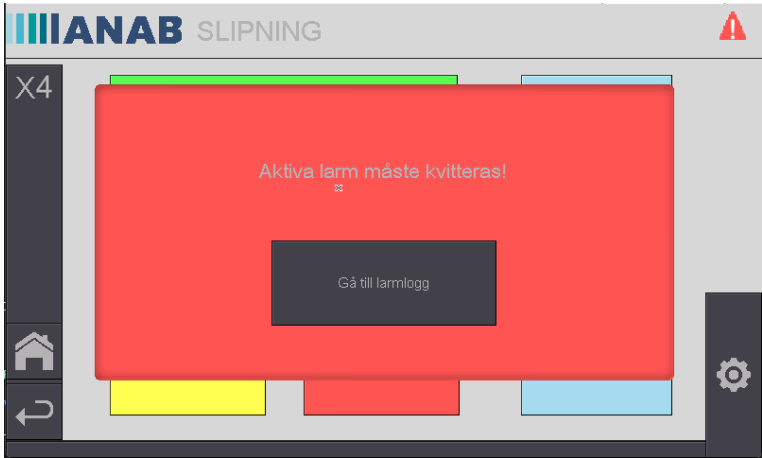 ANAB SLIPNING
X4
Aktiva larm måste kvitteras!
Gå till larmlogg